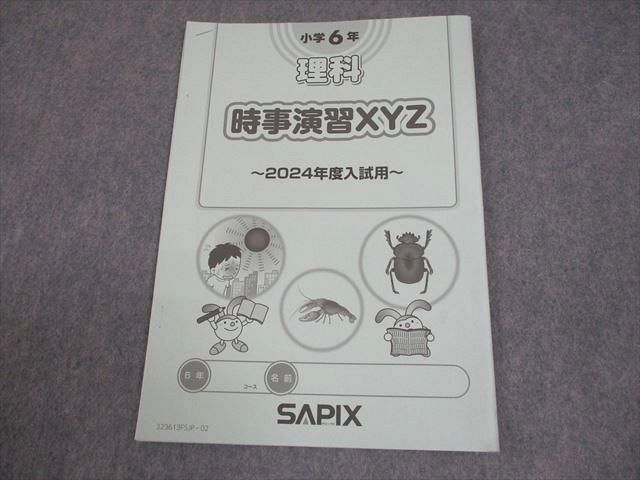 小学6年
理科
時事演習XYZ
～2024年度入試用～
6年
コース
名前
SAPIX
323613FSJP-02